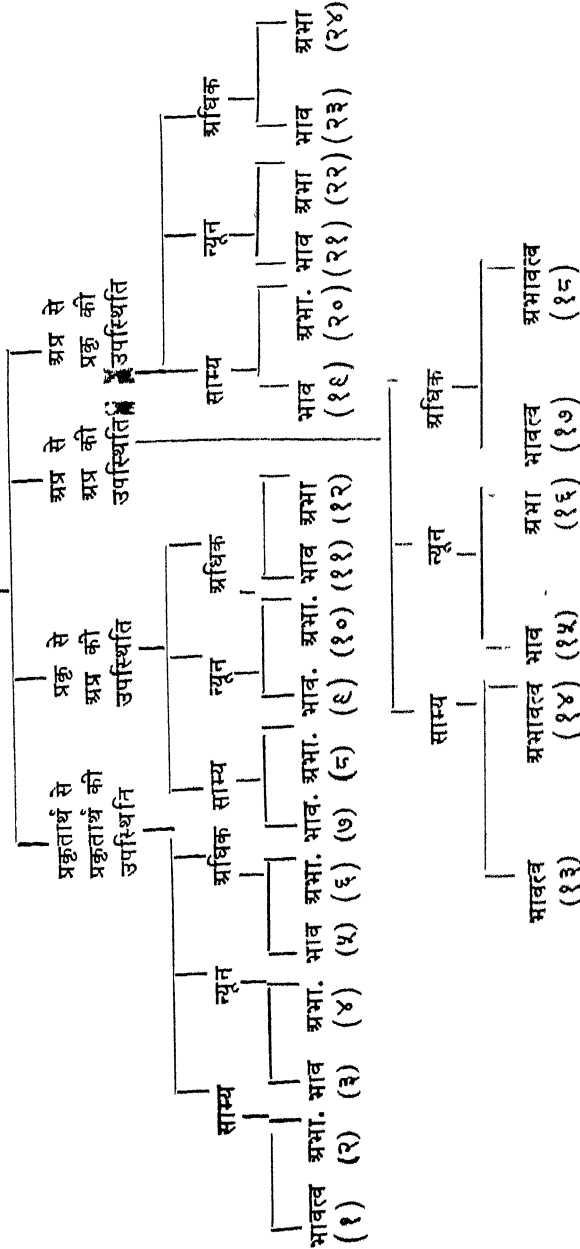 प्रकृतार्थ से प्रकृ से अप्र से अप्र से
प्रकृतार्थ की अप्र की अप्र की प्रकृ की
उपस्थिति उपस्थिति उपस्थिति उपस्थिति
साम्य न्यून अधिक साम्य न्यून अधिक साम्य न्यून अधिक
भावत्व अभा. भाव अभा. भाव अभा. भाव. अभा. भाव. अभा. भाव अभा भाव अभा. भाव अभा भाव अभा
(१) (२) (३) (४) (५) (६) (७) (८) (९) (१०) (११) (१२) (१९) (२०) (२१) (२२) (२३) (२४)
साम्य न्यून अधिक
भावत्व अभावत्व भाव अभा भावत्व अभावत्व
(१३) (१४) (१५) (१६) (१७) (१८)